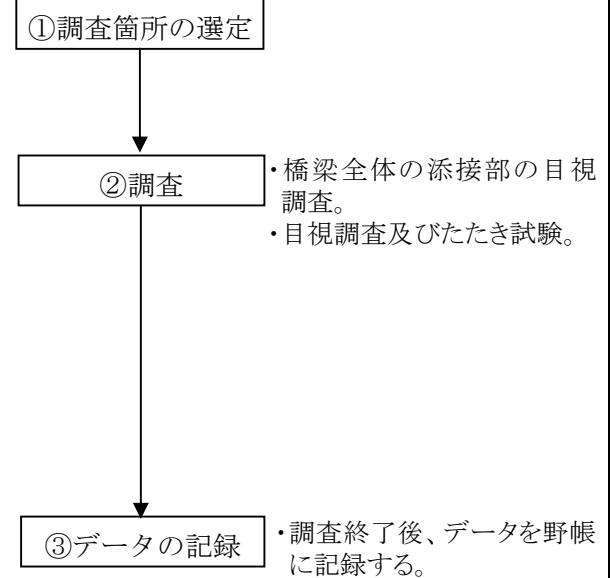 ①調査箇所の選定
②調査
・橋梁全体の添接部の目視
調査。
・目視調査及びたたき試験。
③データの記録
・調査終了後、データを野帳
に記録する。